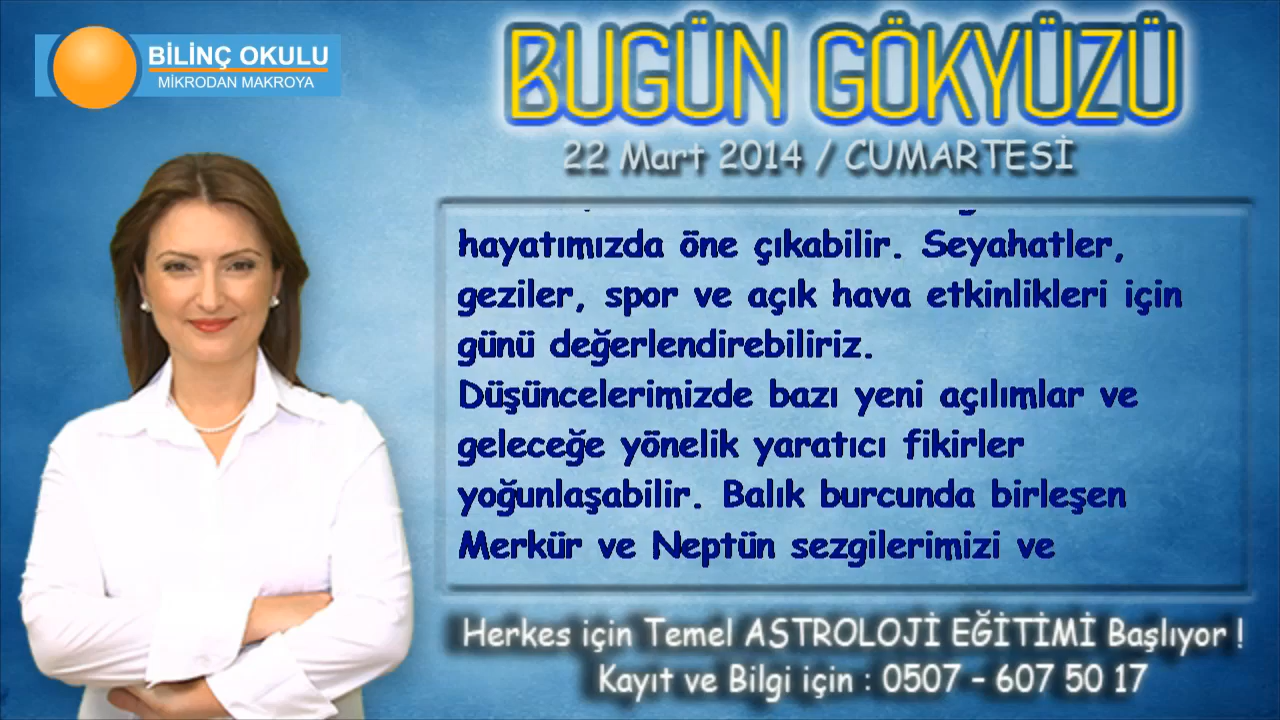 BİLİNÇ OKULU
MİKRODAN MAKROYA
BUGÜN GÖKYÜZÜ
22 Mart 2014 / CUMARTESİ
hayatımızda öne çıkabilir. Seyahatler,
geziler, spor ve açık hava etkinlikleri için
günü değerlendirebiliriz.
Düşüncelerimizde bazı yeni açılımlar ve
geleceğe yönelik yaratıcı fikirler
yoğunlaşabilir. Balık burcunda birleşen
Merkür ve Neptün sezgilerimizi ve
Herkes için Temel ASTROLOJİ EĞİTİMİ Başlıyor !
Kayıt ve Bilgi için : 0507 - 607 50 17